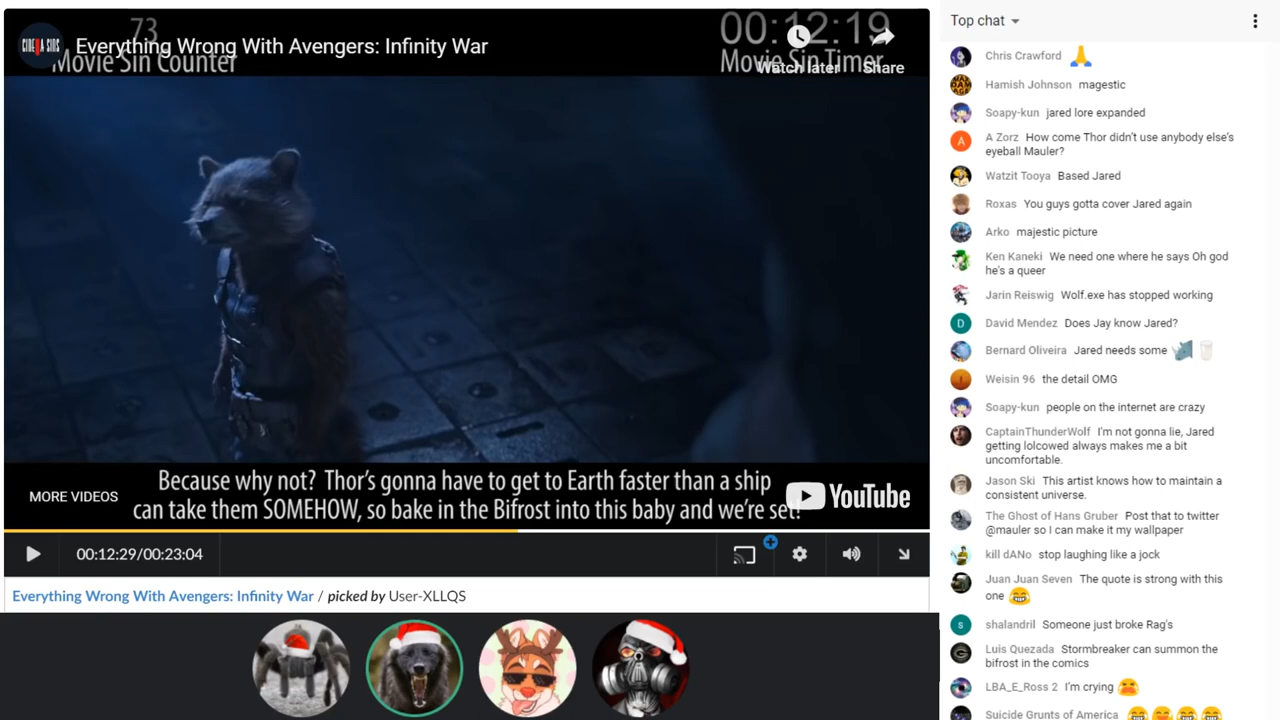 73
00:12:19
CINEMA SINS
Everything Wrong With Avengers: Infinity War
Movie Sin Counter
Movie Sin Timer
Watch later
Share
Because why not? Thor's gonna have to get to Earth faster than a ship
can take them SOMEHOW, so bake in the Bifrost into this baby and we're set!
MORE VIDEOS
YouTube
00:12:29/00:23:04
Everything Wrong With Avengers: Infinity War / picked by User-XLLQS
Top chat
Chris Crawford
Hamish Johnson magestic
Soapy-kun jared lore expanded
A
A Zorz How come Thor didn't use anybody else's
eyeball Mauler?
Watzit Tooya Based Jared
Roxas You guys gotta cover Jared again
Arko majestic picture
Ken Kaneki We need one where he says Oh god
he's a queer
Jarin Reiswig Wolf.exe has stopped working
D
David Mendez Does Jay know Jared?
Bernard Oliveira Jared needs some
Weisin 96 the detail OMG
Soapy-kun people on the internet are crazy
CaptainThunderWolf I'm not gonna lie, Jared
getting lolcowed always makes me a bit
uncomfortable.
Jason Ski This artist knows how to maintain a
consistent universe.
The Ghost of Hans Gruber Post that to twitter
@mauler so I can make it my wallpaper
kill dANo stop laughing like a jock
Juan Juan Seven The quote is strong with this
one
s
shalandril Someone just broke Rag's
Luis Quezada Stormbreaker can summon the
bifrost in the comics
LBA_E_Ross 2 I'm crying
Suicide Grunts of America